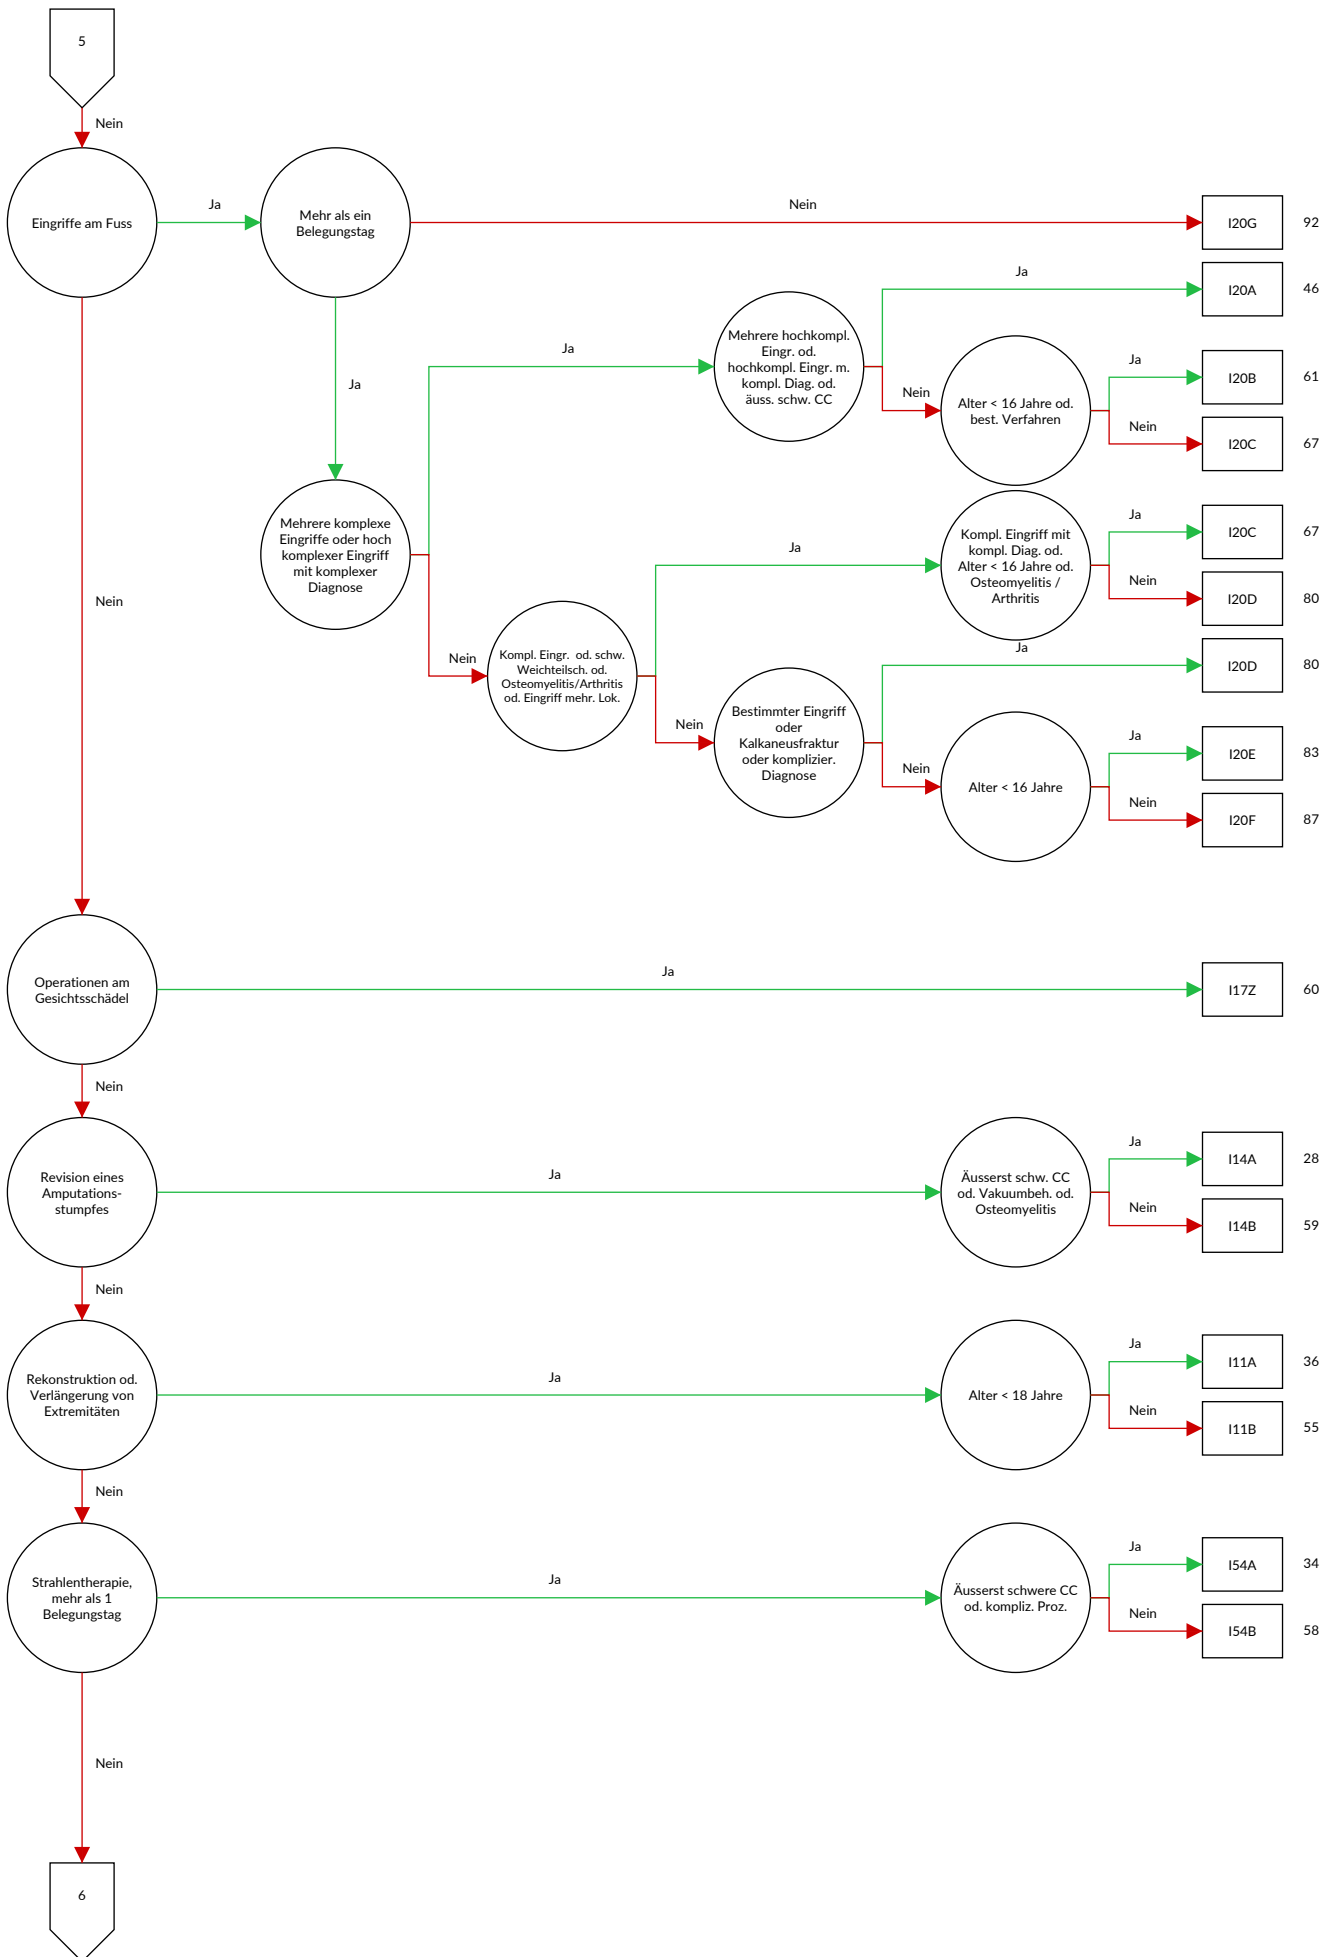 5
Nein
Eingriffe am Fuss
Ja
Mehr als ein
Belegungstag
Nein
I20G
92
Ja
I20A
46
Ja
Mehrere hochkompl.
Eingr. od.
hochkompl. Eingr. m.
kompl. Diag. od.
äuss. schw. CC
Nein
Alter < 16 Jahre od.
best. Verfahren
Ja
I20B
61
Nein
I20C
67
Ja
Mehrere komplexe
Eingriffe oder hoch
komplexer Eingriff
mit komplexer
Diagnose
Ja
Kompl. Eingriff mit
kompl. Diag. od.
Alter < 16 Jahre od.
Osteomyelitis /
Arthritis
Ja
I20C
67
Nein
I20D
80
Nein
Nein
Kompl. Eingr. od. schw.
Weichteilsch. od.
Osteomyelitis/Arthritis
od. Eingriff mehr. Lok.
Ja
I20D
80
Nein
Bestimmter Eingriff
oder
Kalkaneusfraktur
oder komplizier.
Diagnose
Nein
Alter < 16 Jahre
Ja
I20E
83
Nein
I20F
87
Operationen am
Gesichtsschädel
Ja
I17Z
60
Nein
Revision eines
Amputations-
stumpfes
Ja
Äusserst schw. CC
od. Vakuumbeh. od.
Osteomyelitis
Ja
I14A
28
Nein
I14B
59
Nein
Rekonstruktion od.
Verlängerung von
Extremitäten
Ja
Alter < 18 Jahre
Ja
I11A
36
Nein
I11B
55
Nein
Strahlentherapie,
mehr als 1
Belegungstag
Ja
Äusserst schwere CC
od. kompliz. Proz.
Ja
I54A
34
Nein
I54B
58
Nein
6